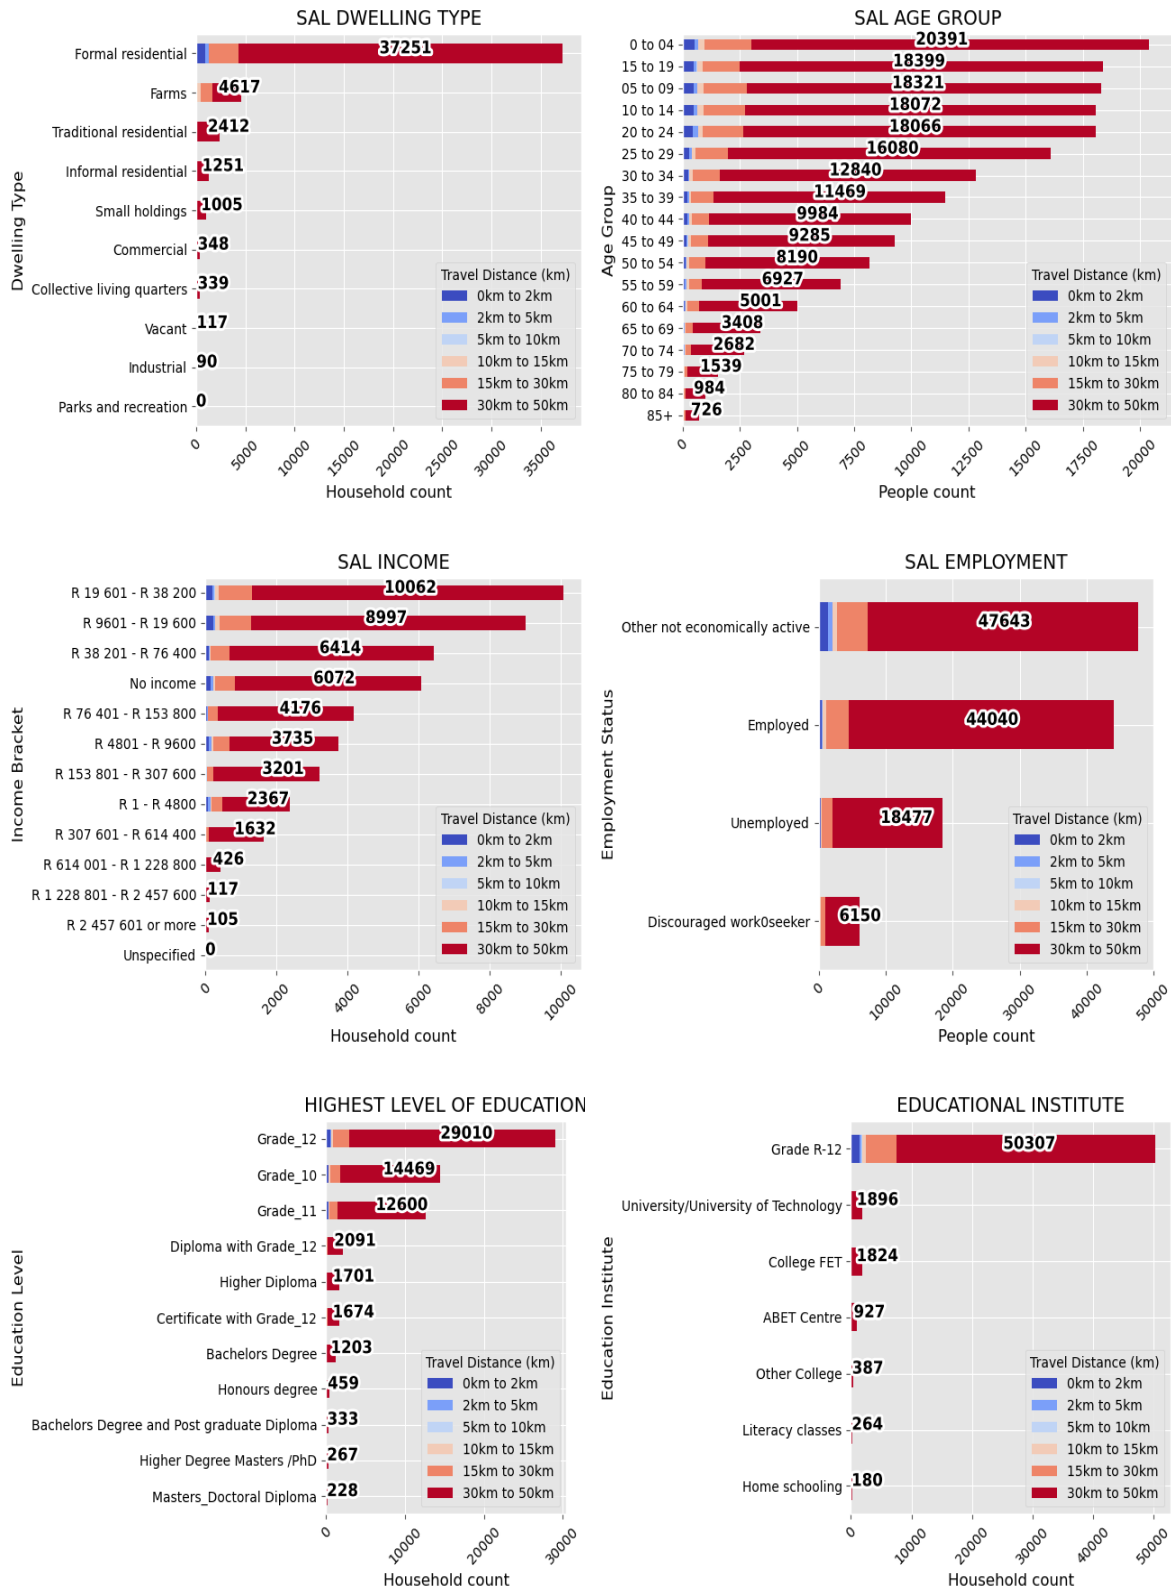 SAL DWELLING TYPE
Dwelling Type
Formal residential 37251
Farms 4617
Traditional residential 2412
Informal residential 1251
Small holdings 1005
Commercial 348
Collective living quarters 339
Vacant 117
Industrial 90
Parks and recreation 0
Travel Distance (km)
0km to 2km
2km to 5km
5km to 10km
10km to 15km
15km to 30km
30km to 50km
0 5000 10000 15000 20000 25000 30000 35000
Household count
SAL AGE GROUP
Age Group
0 to 04 20391
15 to 19 18399
05 to 09 18321
10 to 14 18072
20 to 24 18066
25 to 29 16080
30 to 34 12840
35 to 39 11469
40 to 44 9984
45 to 49 9285
50 to 54 8190
55 to 59 6927
60 to 64 5001
65 to 69 3408
70 to 74 2682
75 to 79 1539
80 to 84 984
85+ 726
Travel Distance (km)
0km to 2km
2km to 5km
5km to 10km
10km to 15km
15km to 30km
30km to 50km
0 2500 5000 7500 10000 12500 15000 17500 20000
People count
SAL INCOME
Income Bracket
R 19 601 - R 38 200 10062
R 9601 - R 19 600 8997
R 38 201 - R 76 400 6414
No income 6072
R 76 401 - R 153 800 4176
R 4801 - R 9600 3735
R 153 801 - R 307 600 3201
R 1 - R 4800 2367
R 307 601 - R 614 400 1632
R 614 001 - R 1 228 800 426
R 1 228 801 - R 2 457 600 117
R 2 457 601 or more 105
Unspecified 0
Travel Distance (km)
0km to 2km
2km to 5km
5km to 10km
10km to 15km
15km to 30km
30km to 50km
0 2000 4000 6000 8000 10000
Household count
SAL EMPLOYMENT
Employment Status
Other not economically active 47643
Employed 44040
Unemployed 18477
Discouraged work0seeker 6150
Travel Distance (km)
0km to 2km
2km to 5km
5km to 10km
10km to 15km
15km to 30km
30km to 50km
0 10000 20000 30000 40000 50000
People count
HIGHEST LEVEL OF EDUCATION
Education Level
Grade_12 29010
Grade_10 14469
Grade_11 12600
Diploma with Grade_12 2091
Higher Diploma 1701
Certificate with Grade_12 1674
Bachelors Degree 1203
Honours degree 459
Bachelors Degree and Post graduate Diploma 333
Higher Degree Masters /PhD 267
Masters_Doctoral Diploma 228
Travel Distance (km)
0km to 2km
2km to 5km
5km to 10km
10km to 15km
15km to 30km
30km to 50km
0 10000 20000 30000
Household count
EDUCATIONAL INSTITUTE
Education Institute
Grade R-12 50307
University/University of Technology 1896
College FET 1824
ABET Centre 927
Other College 387
Literacy classes 264
Home schooling 180
Travel Distance (km)
0km to 2km
2km to 5km
5km to 10km
10km to 15km
15km to 30km
30km to 50km
0 10000 20000 30000 40000 50000
Household count